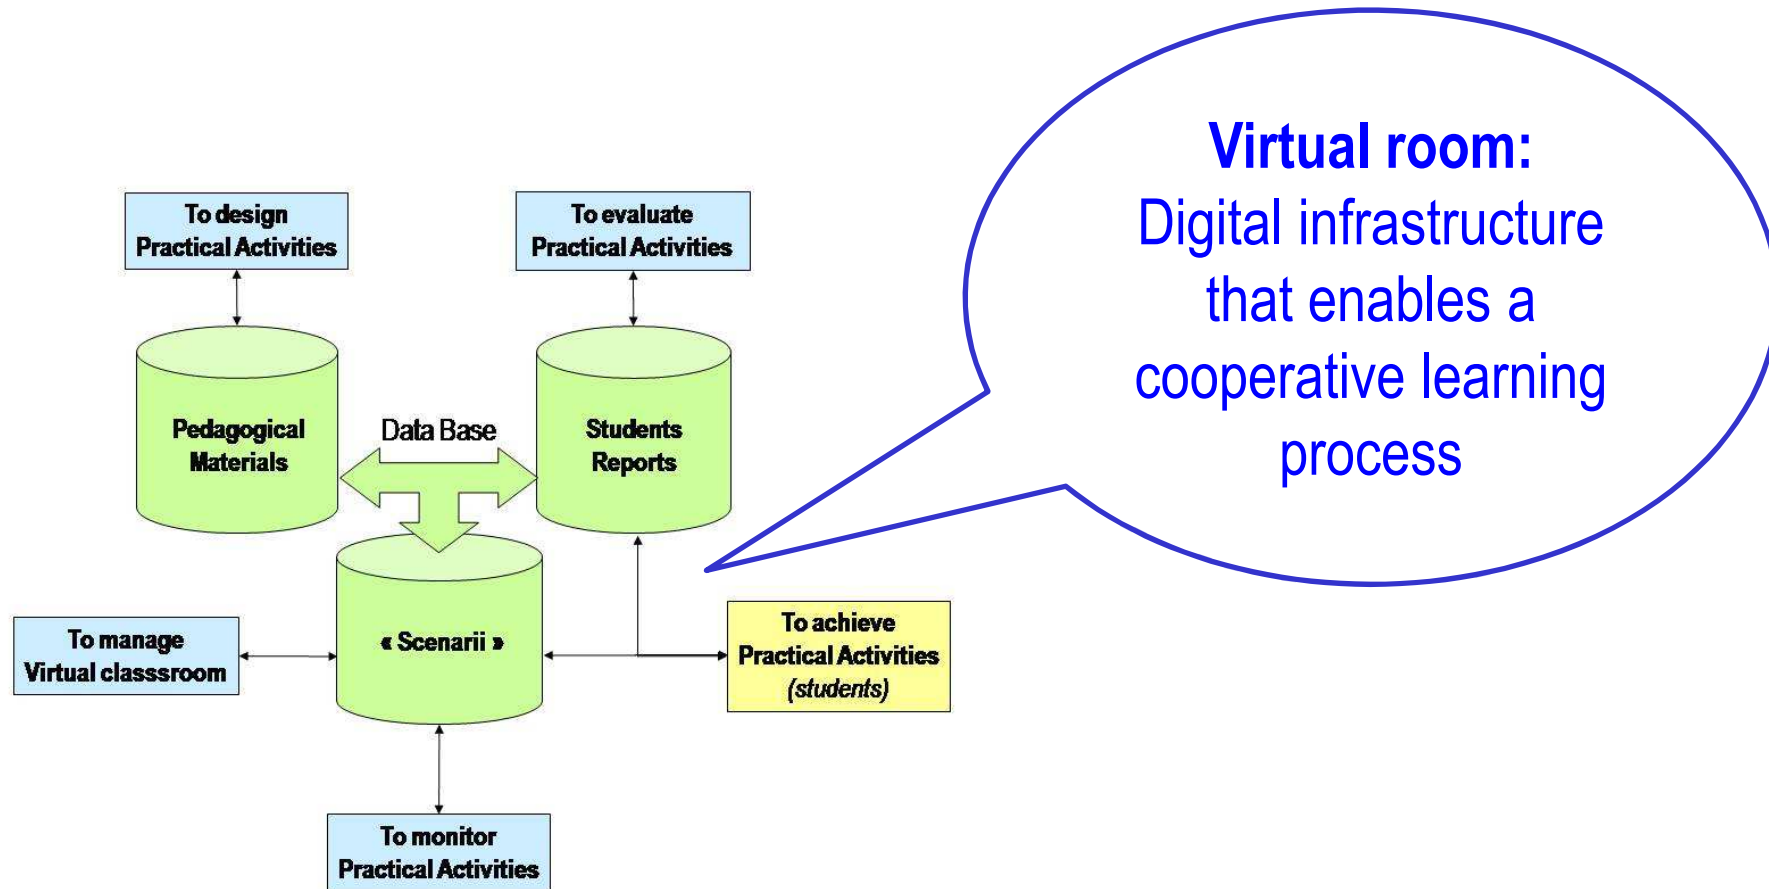 Virtual room:
Digital infrastructure
that enables a
cooperative learning
process
To design
Practical Activities
To evaluate
Practical Activities
Pedagogical
Materials
Data Base
Students
Reports
To manage
Virtual classsroom
« Scenarii »
To achieve
Practical Activities
(students)
To monitor
Practical Activities